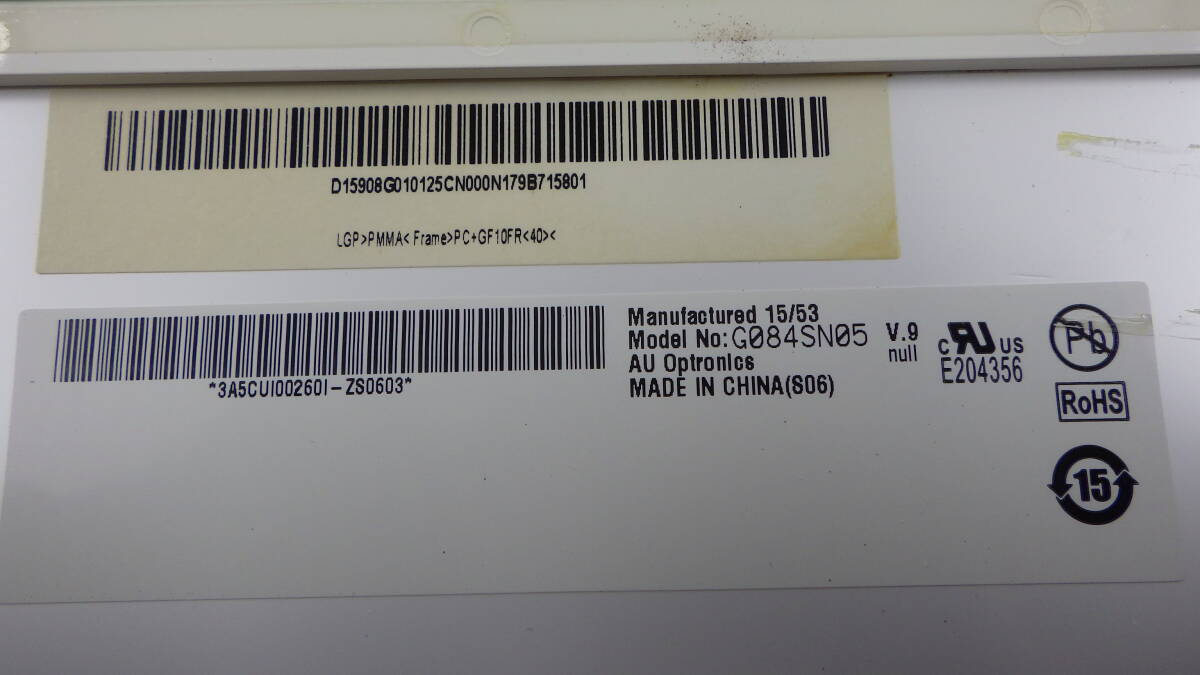 D15908G010125CN000N179B715801
LGP>PMMA< Frame>PC+GF10FR<40><
*3A5CUI00260I-ZS0603*
Manufactured 15/53
Model No:G084SN05 V.9
null
AU Optronics
MADE IN CHINA(S06)
c RU US
E204356
Pb
RoHS
15